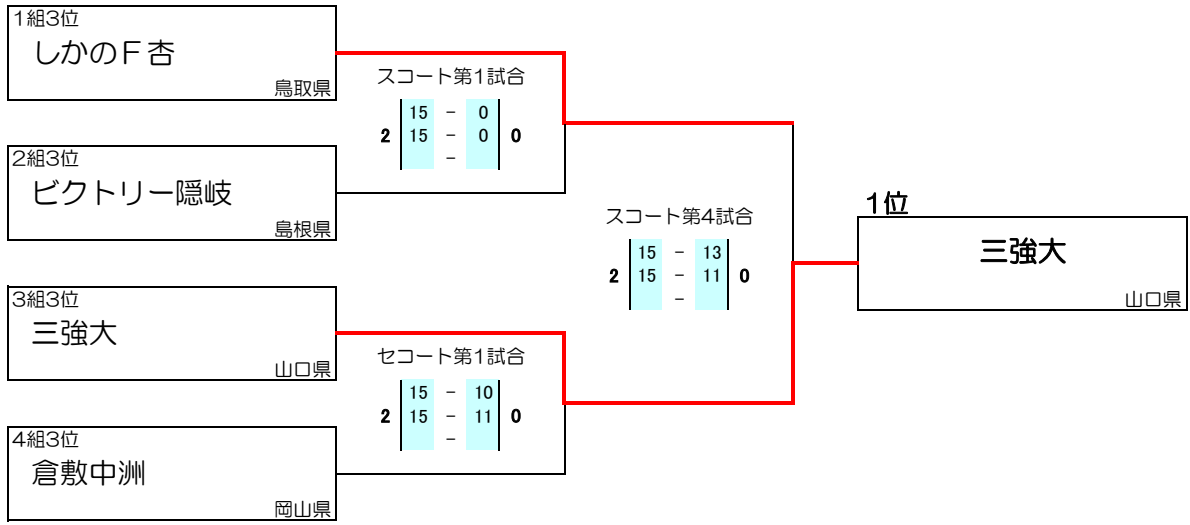 1組3位
しかのF杏
鳥取県
スコート第1試合
15 - 0
2 15 - 0 0
-
2組3位
ビクトリー隠岐
島根県
スコート第4試合
15 - 13
2 15 - 11 0
-
1位
三強大
山口県
3組3位
三強大
山口県
セコート第1試合
15 - 10
2 15 - 11 0
-
4組3位
倉敷中洲
岡山県